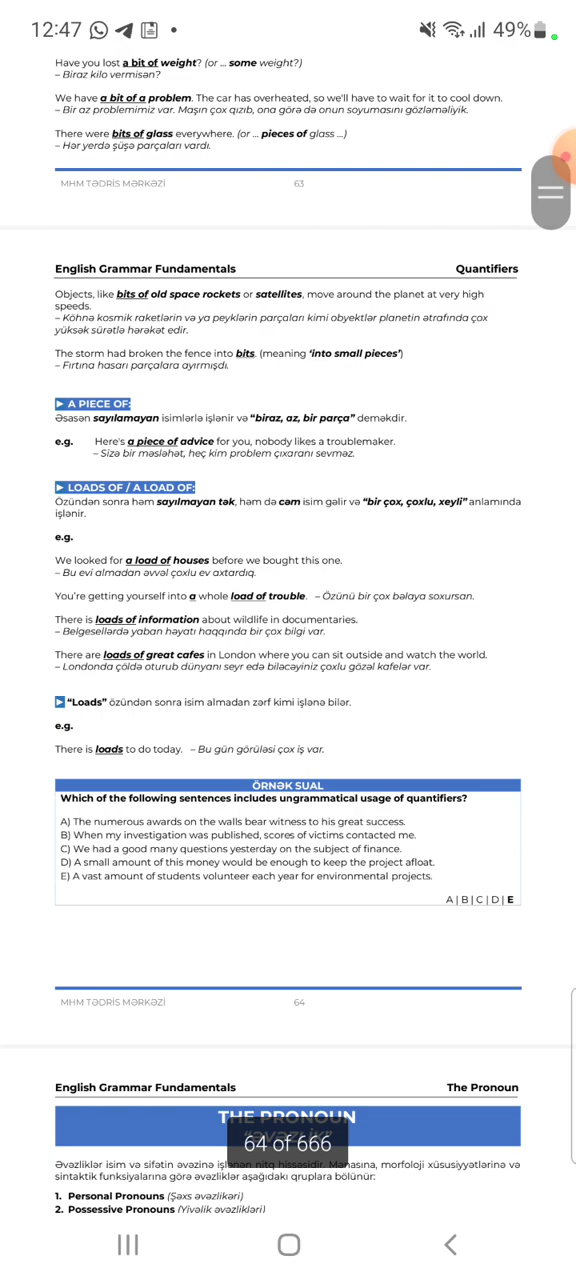 12:47
49%
Have you lost a bit of weight? (or ... some weight?)
– Biraz kilo vermisən?
We have a bit of a problem. The car has overheated, so we'll have to wait for it to cool down.
– Bir az problemimiz var. Maşın çox qızıb, ona görə də onun soyumasını gözləməliyik.
There were bits of glass everywhere. (or ... pieces of glass ...)
– Hər yerdə şüşə parçaları vardı.
MHM TƏDRİS MƏRKƏZİ 63
English Grammar Fundamentals Quantifiers
Objects, like bits of old space rockets or satellites, move around the planet at very high
speeds.
– Köhnə kosmik raketlərin və ya peyklərin parçaları kimi obyektlər planetin ətrafında çox
yüksək sürətlə hərəkət edir.
The storm had broken the fence into bits. (meaning ‘into small pieces’)
– Fırtına hasarı parçalara ayırmışdı.
► A PIECE OF:
Əsasən sayılamayan isimlərlə işlənir və “biraz, az, bir parça” deməkdir.
e.g. Here's a piece of advice for you, nobody likes a troublemaker.
– Sizə bir məsləhət, heç kim problem çıxaranı sevməz.
► LOADS OF / A LOAD OF:
Özündən sonra həm sayılmayan tək, həm də cəm isim gəlir və “bir çox, çoxlu, xeyli” anlamında
işlənir.
e.g.
We looked for a load of houses before we bought this one.
– Bu evi almadan əvvəl çoxlu ev axtardıq.
You’re getting yourself into a whole load of trouble. – Özünü bir çox bəlaya soxursan.
There is loads of information about wildlife in documentaries.
– Belgesellərdə yaban həyatı haqqında bir çox bilgi var.
There are loads of great cafes in London where you can sit outside and watch the world.
– Londonda çöldə oturub dünyanı seyr edə biləcəyiniz çoxlu gözəl kafelər var.
► “Loads” özündən sonra isim almadan zərf kimi işlənə bilər.
e.g.
There is loads to do today. – Bu gün görüləsi çox iş var.
ÖRNƏK SUAL
Which of the following sentences includes ungrammatical usage of quantifiers?
A) The numerous awards on the walls bear witness to his great success.
B) When my investigation was published, scores of victims contacted me.
C) We had a good many questions yesterday on the subject of finance.
D) A small amount of this money would be enough to keep the project afloat.
E) A vast amount of students volunteer each year for environmental projects.
A | B | C | D | E
MHM TƏDRİS MƏRKƏZİ 64
English Grammar Fundamentals The Pronoun
THE PRONOUN
“ƏVƏZLİK”
64 of 666
Əvəzliklər isim və sifətin əvəzinə işlənən nitq hissəsidir. Mənasına, morfoloji xüsusiyyətlərinə və
sintaktik funksiyalarına görə əvəzliklər aşağıdakı qruplara bölünür:
1. Personal Pronouns (Şəxs əvəzlikəri)
2. Possessive Pronouns (Yiyəlik əvəzlikləri)